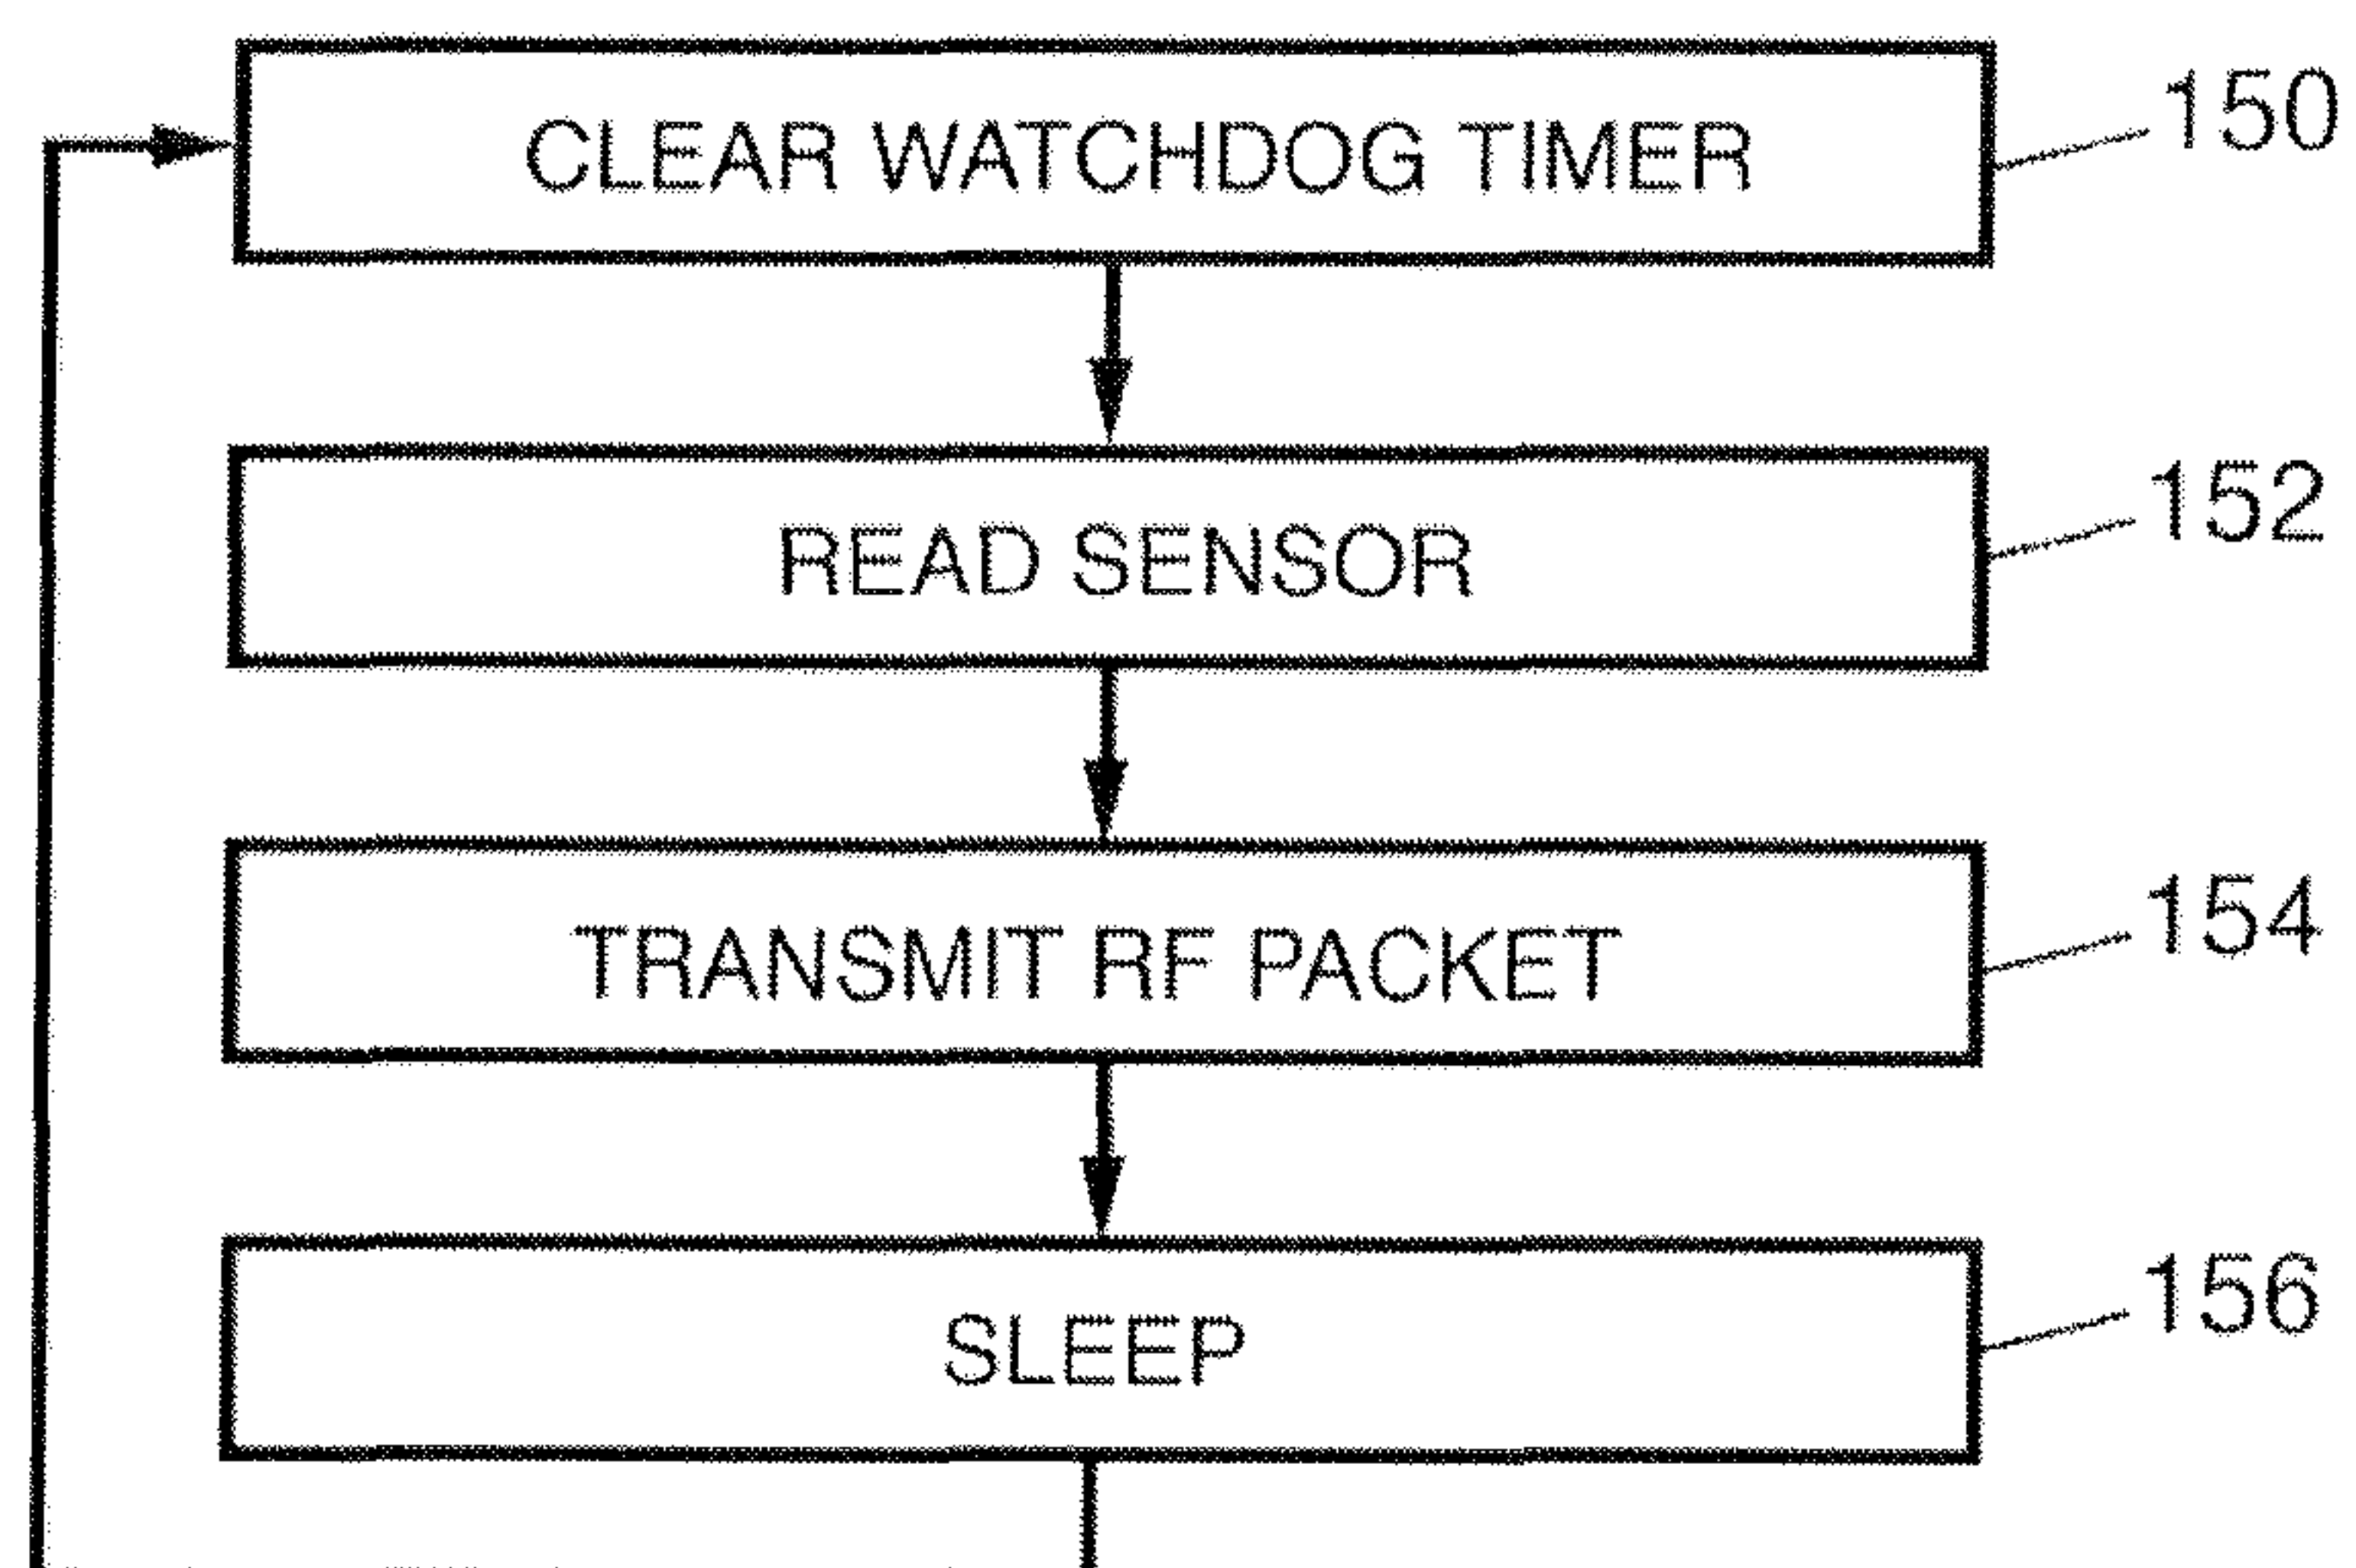 CLEAR WATCHDOG TIMER
150
READ SENSOR
152
TRANSMIT RF PACKET
154
SLEEP
156